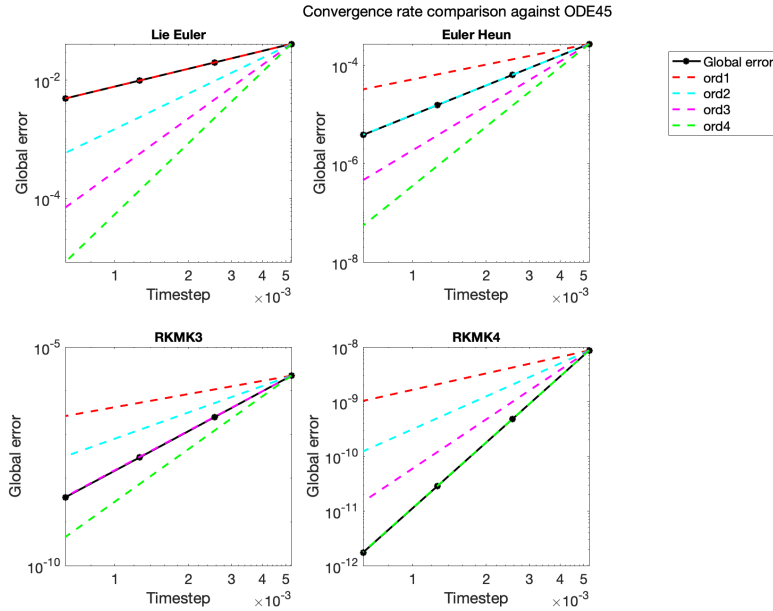 Convergence rate comparison against ODE45
Lie Euler
Global error
10^-2
10^-4
1 2 3 4 5
Timestep
×10^-3
Euler Heun
Global error
10^-4
10^-6
10^-8
1 2 3 4 5
Timestep
×10^-3
Global error
ord1
ord2
ord3
ord4
RKMK3
Global error
10^-5
10^-10
1 2 3 4 5
Timestep
×10^-3
RKMK4
Global error
10^-8
10^-9
10^-10
10^-11
10^-12
1 2 3 4 5
Timestep
×10^-3